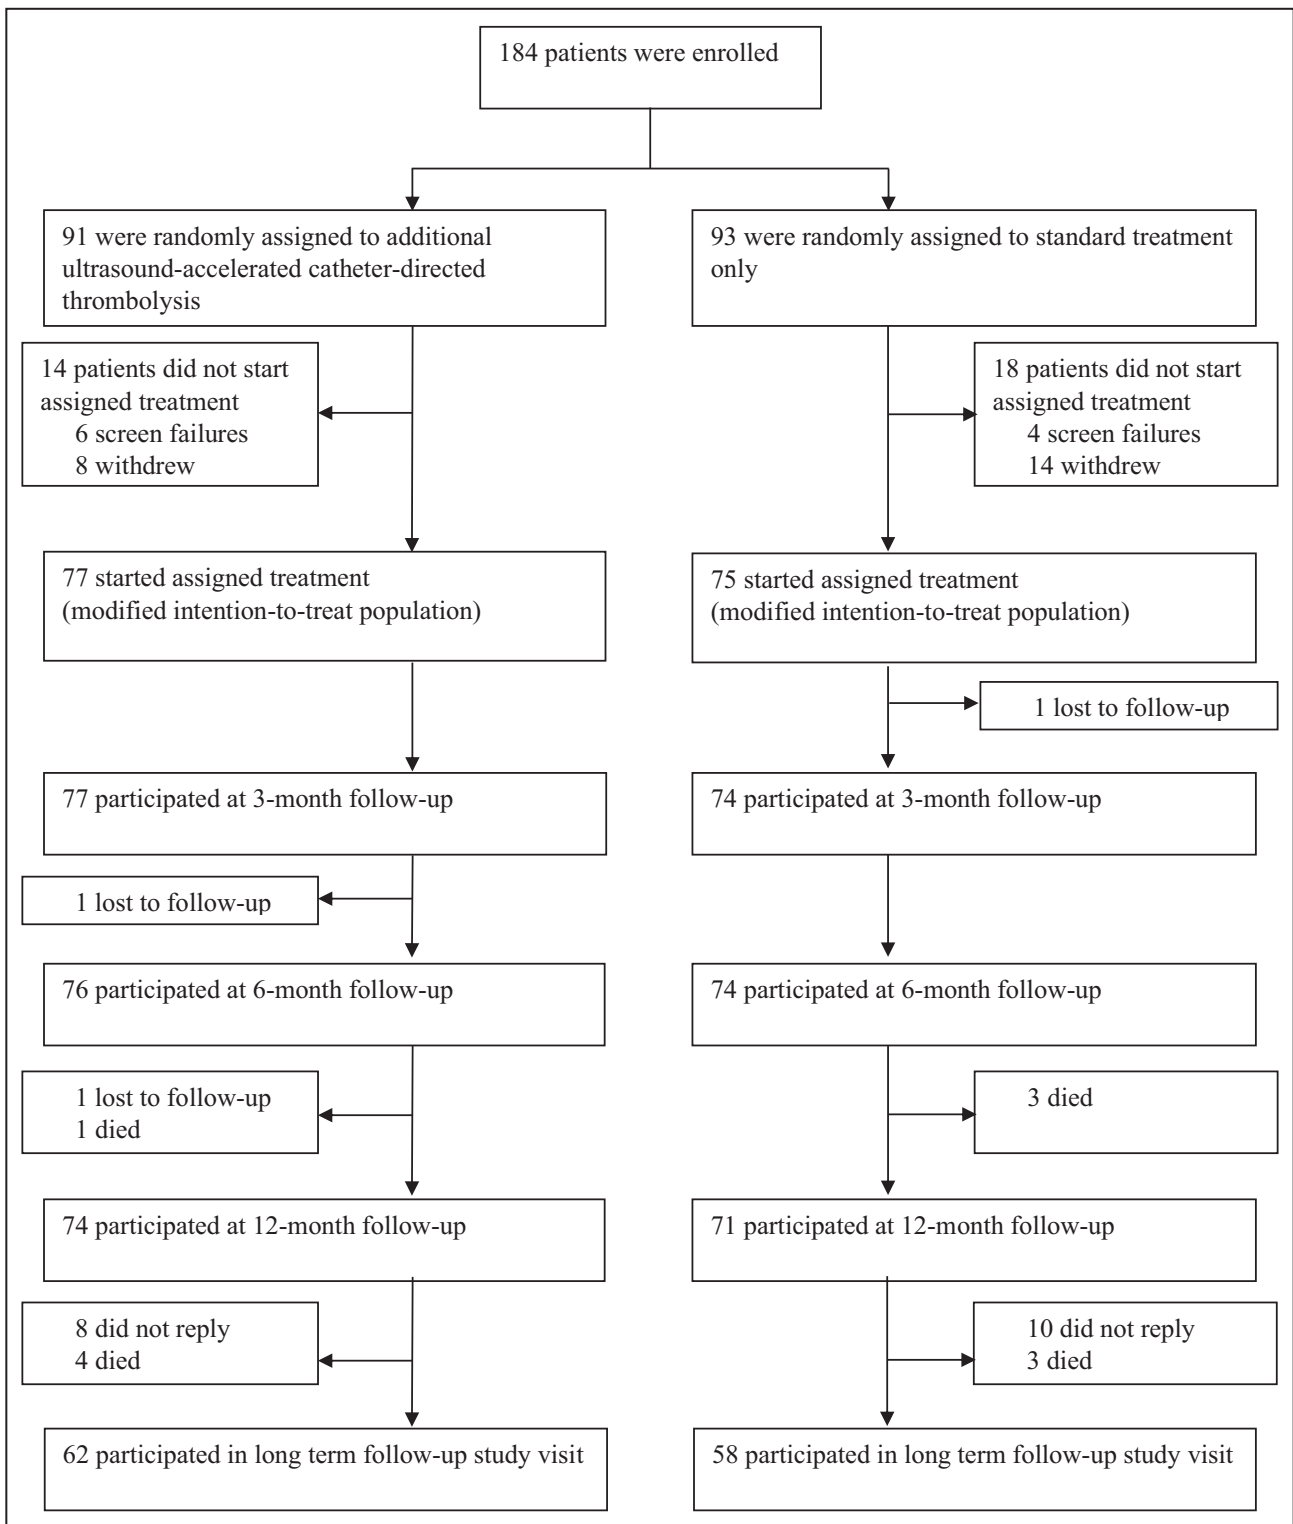 184 patients were enrolled
91 were randomly assigned to additional
ultrasound-accelerated catheter-directed
thrombolysis
93 were randomly assigned to standard treatment
only
14 patients did not start
assigned treatment
6 screen failures
8 withdrew
18 patients did not start
assigned treatment
4 screen failures
14 withdrew
77 started assigned treatment
(modified intention-to-treat population)
75 started assigned treatment
(modified intention-to-treat population)
1 lost to follow-up
77 participated at 3-month follow-up
74 participated at 3-month follow-up
1 lost to follow-up
76 participated at 6-month follow-up
74 participated at 6-month follow-up
1 lost to follow-up
1 died
3 died
74 participated at 12-month follow-up
71 participated at 12-month follow-up
8 did not reply
4 died
10 did not reply
3 died
62 participated in long term follow-up study visit
58 participated in long term follow-up study visit